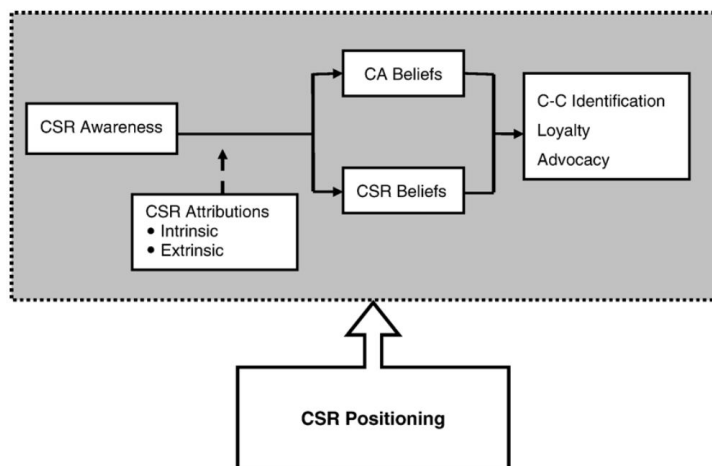 CA Beliefs
CSR Awareness
C-C Identification
Loyalty
Advocacy
CSR Beliefs
CSR Attributions
• Intrinsic
• Extrinsic
CSR Positioning